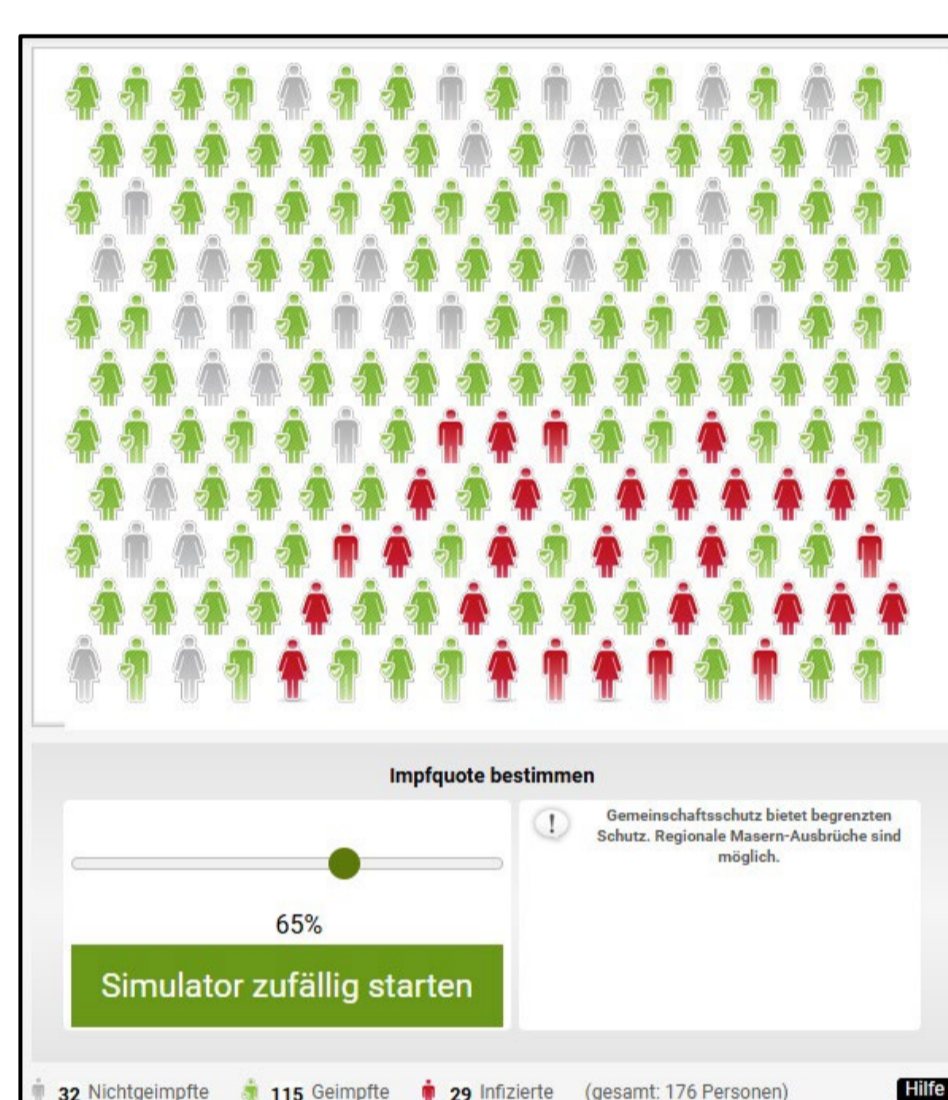 Impfquote bestimmen
65%
Simulator zufällig starten
Gemeinschaftsschutz bietet begrenzten
Schutz. Regionale Masern-Ausbrüche sind
möglich.
32 Nichtgeimpfte 115 Geimpfte 29 Infizierte (gesamt: 176 Personen) Hilfe